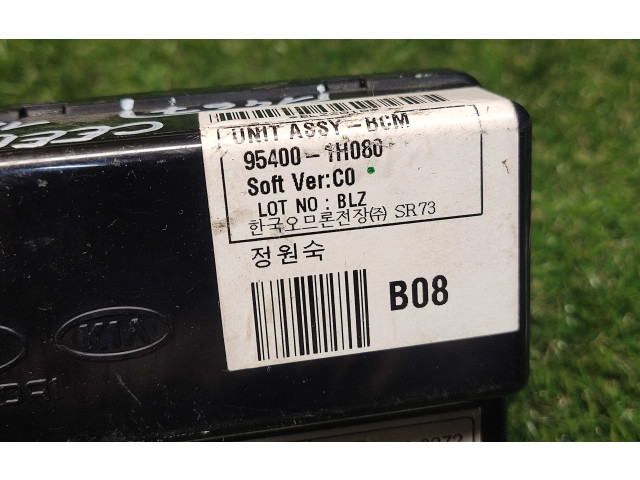 UNIT ASSY-BCM
95400-1H080
Soft Ver:C0
LOT NO : BLZ
한국오므론전장㈜ SR73
정원숙
B08
KIA